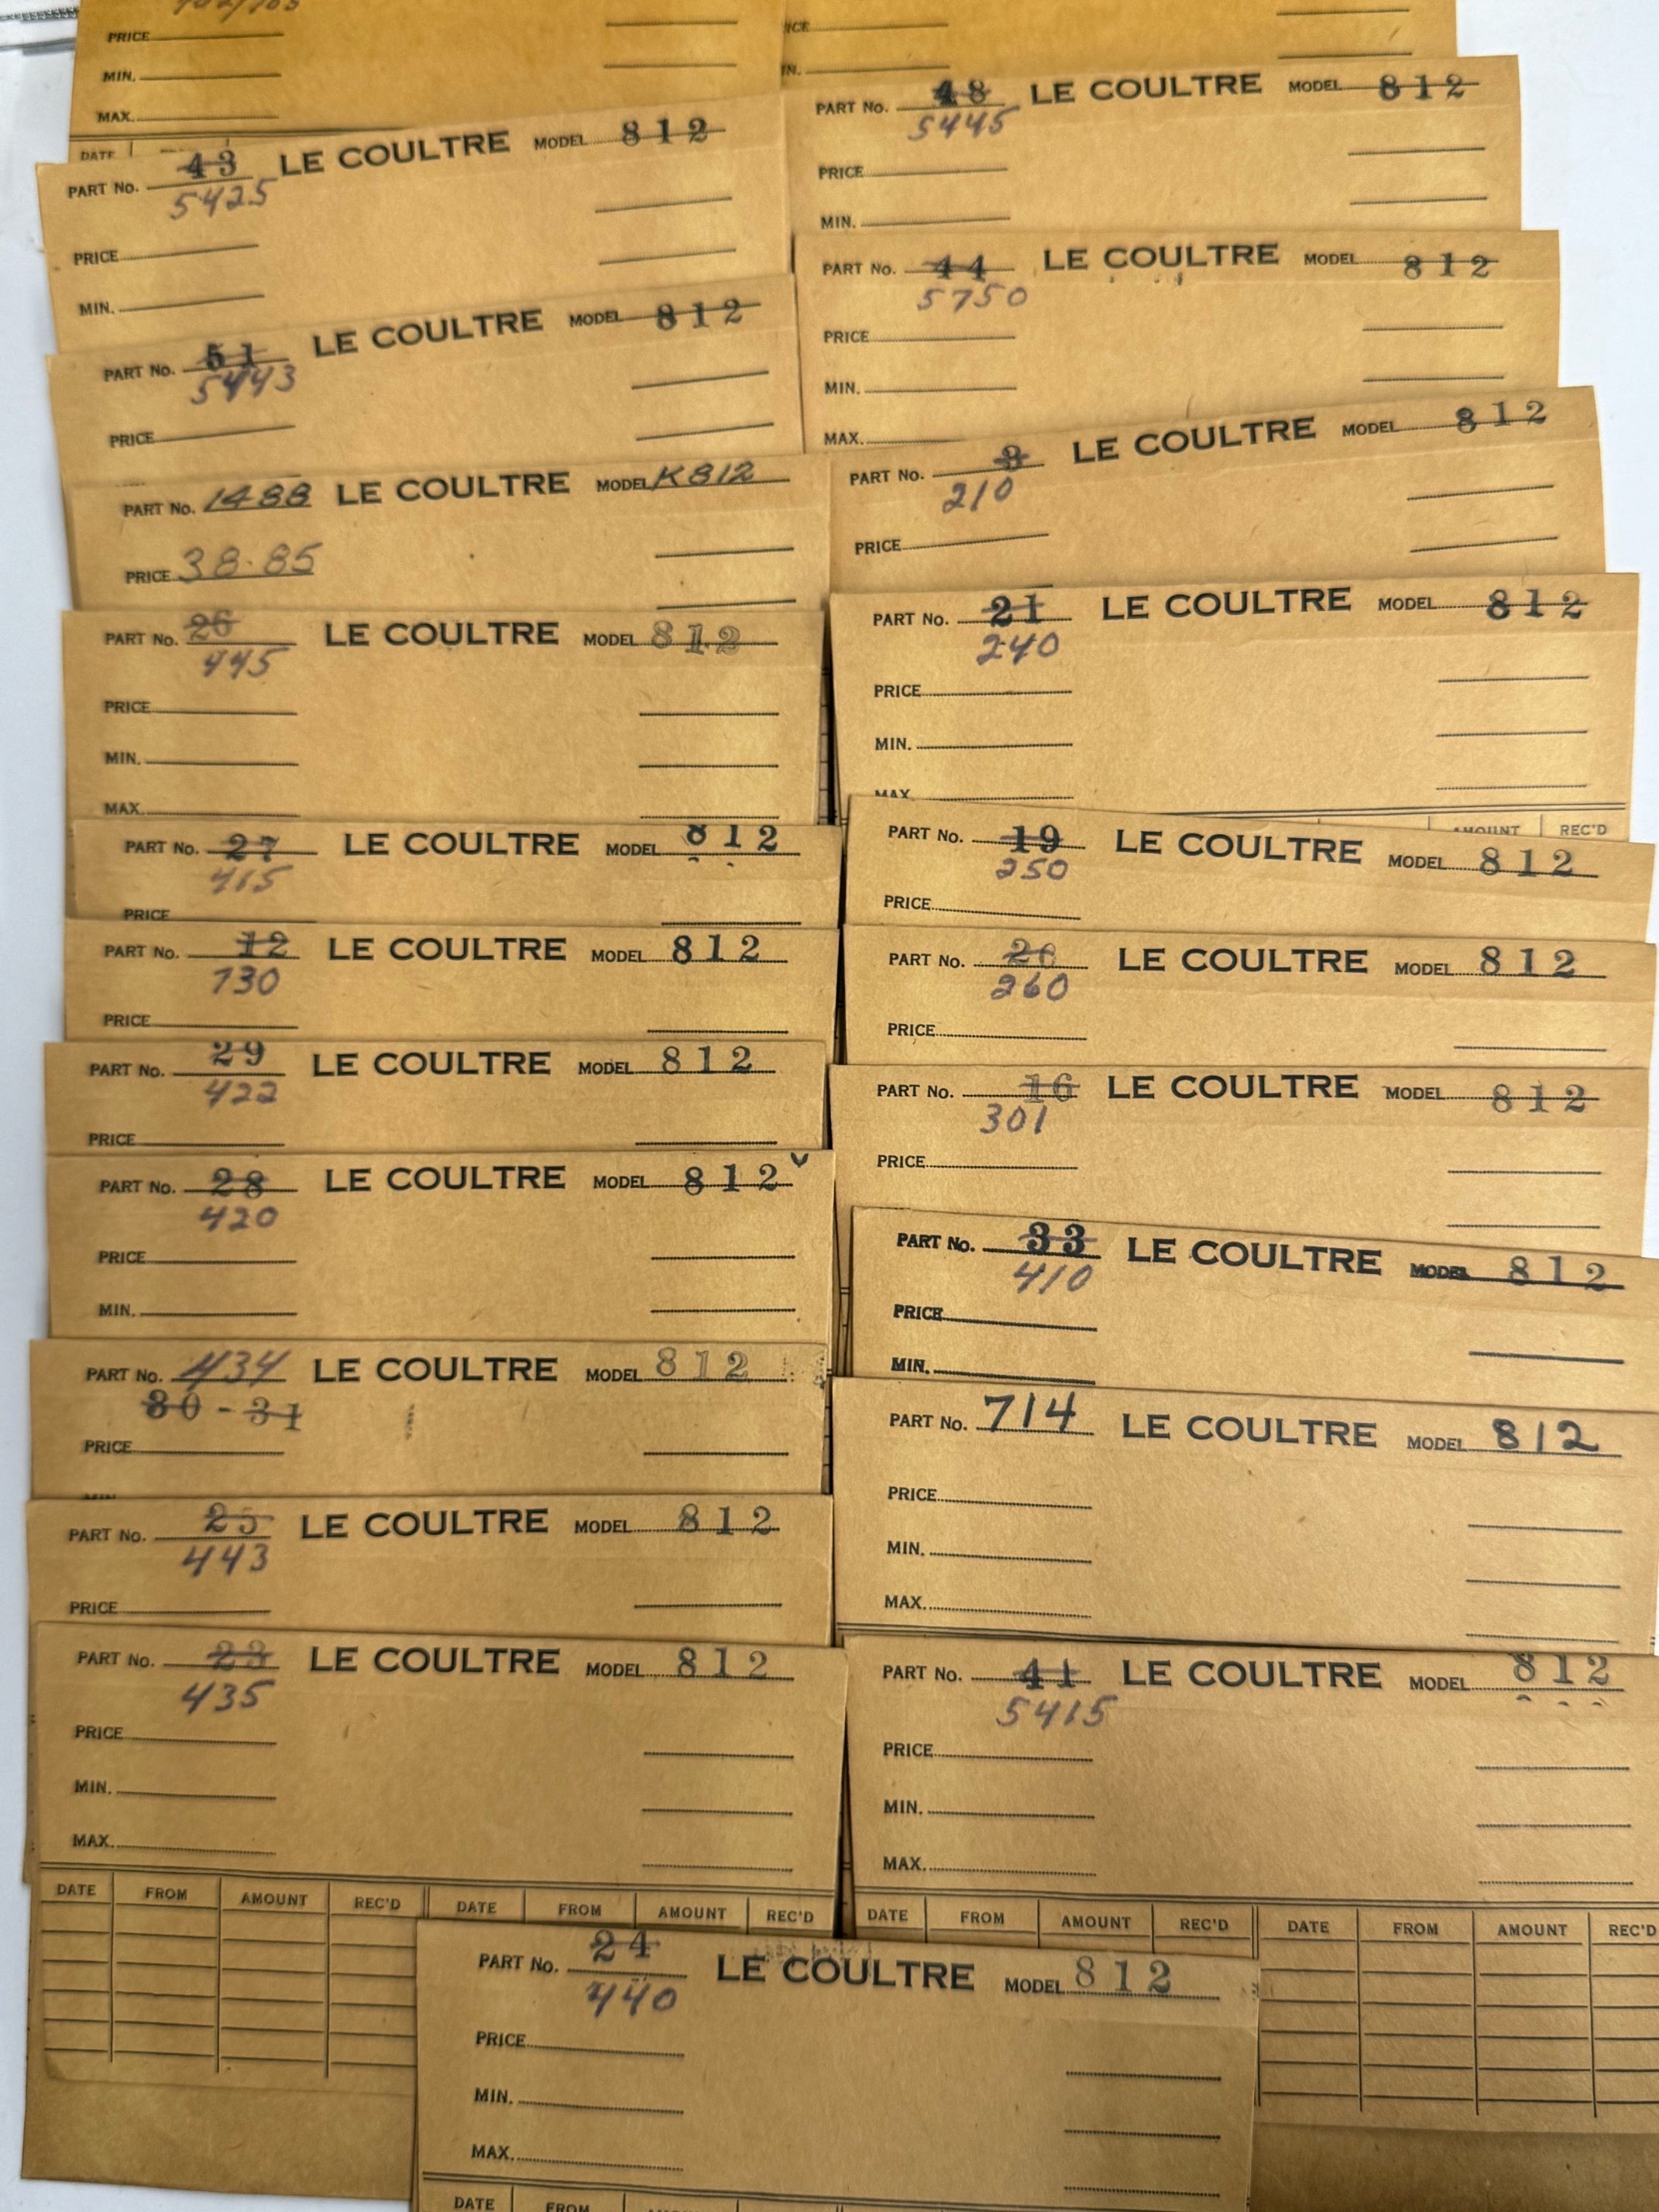 PRICE
MIN.
MAX.
DATE
PART No. 43 LE COULTRE MODEL 812
5425
PRICE
MIN.
PART No. 51 LE COULTRE MODEL 812
5443
PRICE
PART No. 1488 LE COULTRE MODEL K812
PRICE 38.85
PART No. 26 LE COULTRE MODEL 812
445
PRICE
MIN.
MAX.
PART No. 27 LE COULTRE MODEL 812
415
PRICE
PART No. 12 LE COULTRE MODEL 812
730
PRICE
PART No. 29 LE COULTRE MODEL 812
422
PRICE
PART No. 28 LE COULTRE MODEL 812
420
PRICE
MIN.
PART No. 434 LE COULTRE MODEL 812
30-31
PRICE
MIN.
PART No. 25 LE COULTRE MODEL 812
443
PRICE
PART No. 23 LE COULTRE MODEL 812
435
PRICE
MIN.
MAX.
DATE FROM AMOUNT REC'D DATE FROM AMOUNT REC'D
PART No. 48 LE COULTRE MODEL 812
5445
PRICE
MIN.
PART No. 44 LE COULTRE MODEL 812
5750
PRICE
MIN.
MAX.
PART No. 8 LE COULTRE MODEL 812
210
PRICE
PART No. 21 LE COULTRE MODEL 812
240
PRICE
MIN.
MAX
AMOUNT REC'D
PART No. 19 LE COULTRE MODEL 812
250
PRICE
PART No. LE COULTRE MODEL 812
260
PRICE
PART No. 16 LE COULTRE MODEL 812
301
PRICE
PART No. 33 LE COULTRE MODEL 812
410
PRICE
MIN.
PART No. 714 LE COULTRE MODEL 812
PRICE
MIN.
MAX.
PART No. 41 LE COULTRE MODEL 812
5415
PRICE
MIN.
MAX.
DATE FROM AMOUNT REC'D DATE FROM AMOUNT REC'D
PART No. 24 LE COULTRE MODEL 812
440
PRICE
MIN.
MAX.
DATE FROM